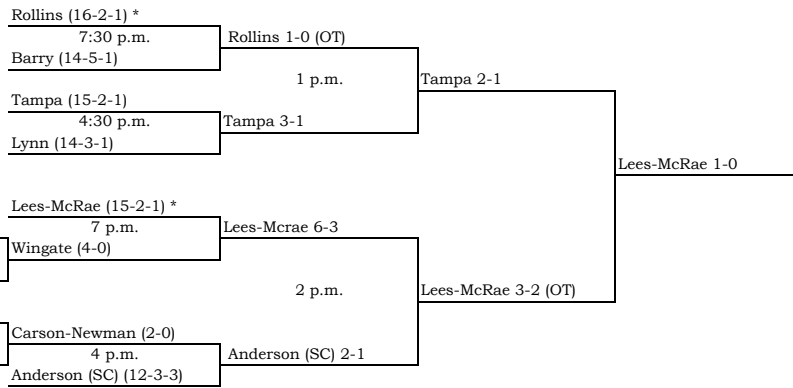 Rollins (16-2-1) *
7:30 p.m.
Rollins 1-0 (OT)
Barry (14-5-1)
1 p.m.
Tampa 2-1
Tampa (15-2-1)
4:30 p.m.
Tampa 3-1
Lynn (14-3-1)
Lees-McRae 1-0
Lees-McRae (15-2-1) *
7 p.m.
Lees-Mcrae 6-3
Wingate (4-0)
2 p.m.
Lees-McRae 3-2 (OT)
Carson-Newman (2-0)
4 p.m.
Anderson (SC) 2-1
Anderson (SC) (12-3-3)